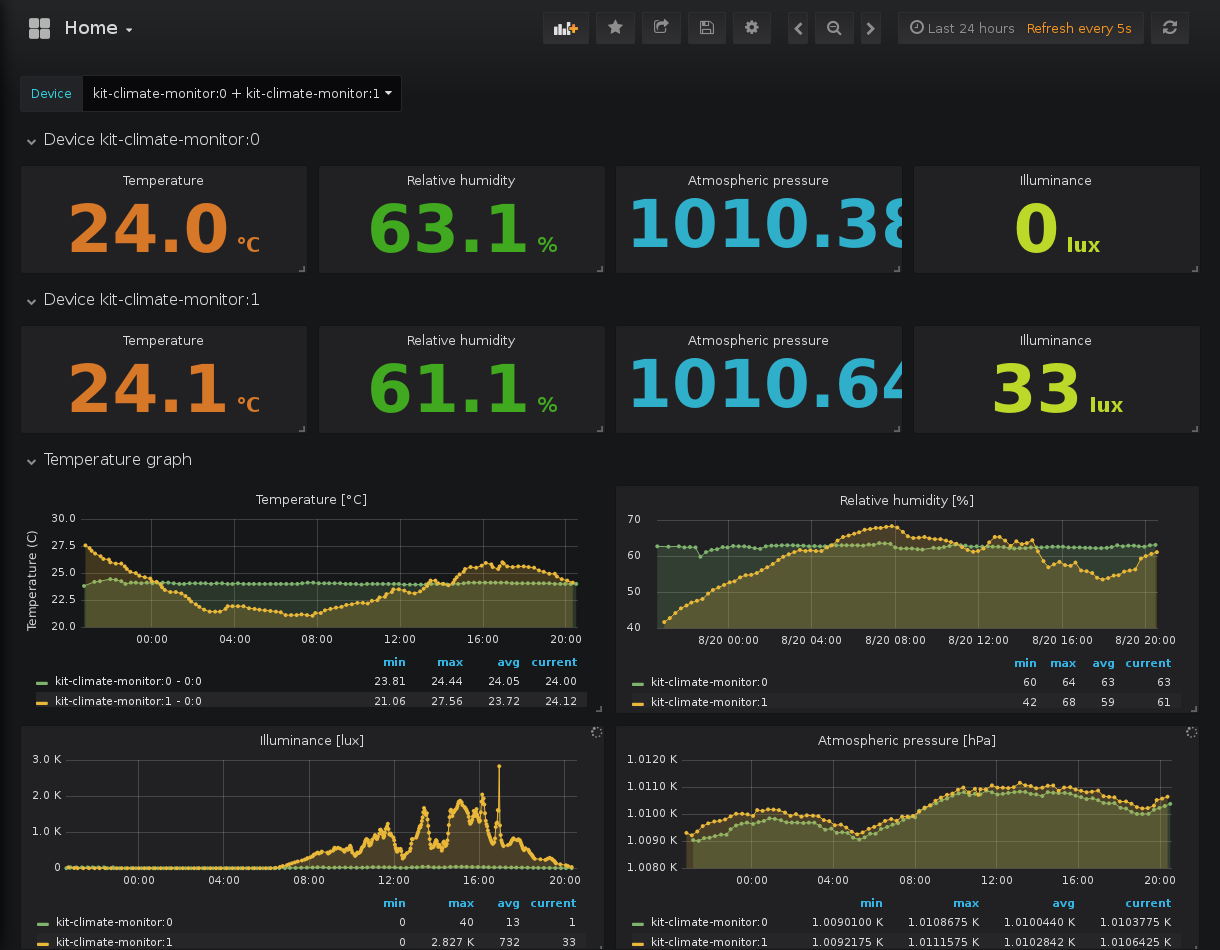 Home
Last 24 hours Refresh every 5s
Device kit-climate-monitor:0 + kit-climate-monitor:1
Device kit-climate-monitor:0
Temperature Relative humidity Atmospheric pressure Illuminance
24.0 °C 63.1 % 1010.38 0 lux
Device kit-climate-monitor:1
Temperature Relative humidity Atmospheric pressure Illuminance
24.1 °C 61.1 % 1010.64 33 lux
Temperature graph
Temperature [°C]
Temperature (C)
30.0
27.5
25.0
22.5
20.0
00:00 04:00 08:00 12:00 16:00 20:00
min max avg current
kit-climate-monitor:0 - 0:0 23.81 24.44 24.05 24.00
kit-climate-monitor:1 - 0:0 21.06 27.56 23.72 24.12
Relative humidity [%]
70
60
50
40
8/20 00:00 8/20 04:00 8/20 08:00 8/20 12:00 8/20 16:00 8/20 20:00
min max avg current
kit-climate-monitor:0 60 64 63 63
kit-climate-monitor:1 42 68 59 61
Illuminance [lux]
3.0 K
2.0 K
1.0 K
0
00:00 04:00 08:00 12:00 16:00 20:00
min max avg current
kit-climate-monitor:0 0 40 13 1
kit-climate-monitor:1 0 2.827 K 732 33
Atmospheric pressure [hPa]
1.0120 K
1.0110 K
1.0100 K
1.0090 K
1.0080 K
00:00 04:00 08:00 12:00 16:00 20:00
min max avg current
kit-climate-monitor:0 1.0090100 K 1.0108675 K 1.0100440 K 1.0103775 K
kit-climate-monitor:1 1.0092175 K 1.0111575 K 1.0102842 K 1.0106425 K